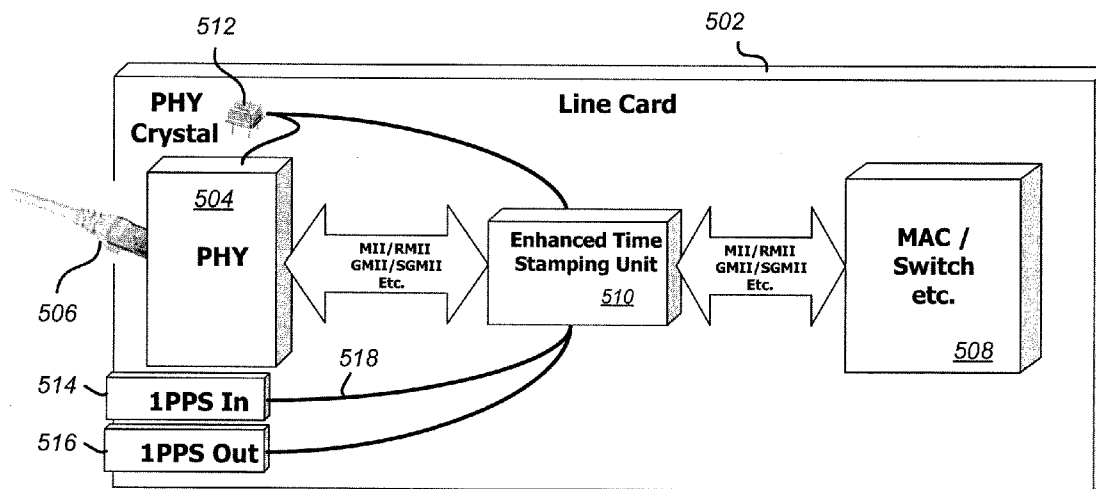 512
502
PHY
Crystal
Line Card
504
PHY
506
MII/RMII
GMII/SGMII
Etc.
Enhanced Time
Stamping Unit
510
MII/RMII
GMII/SGMII
Etc.
MAC /
Switch
etc.
508
514
1PPS In
518
516
1PPS Out